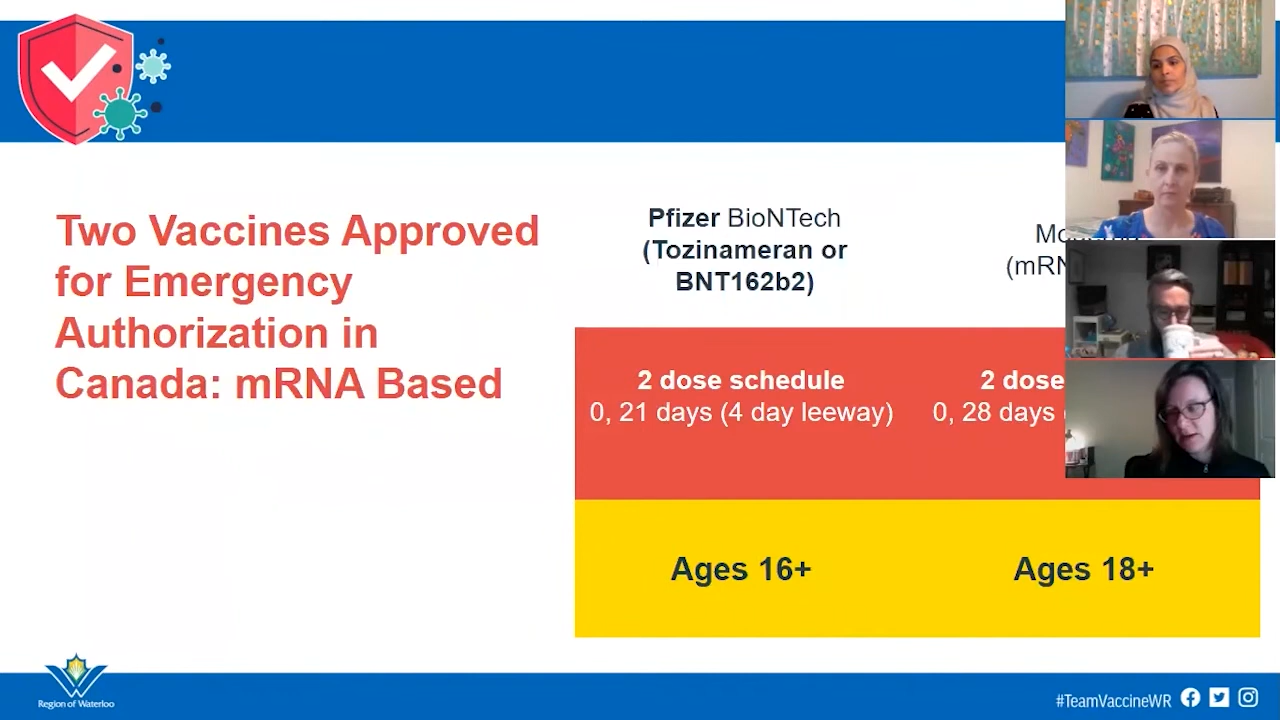 Two Vaccines Approved
for Emergency
Authorization in
Canada: mRNA Based
Pfizer BioNTech
(Tozinameran or
BNT162b2)
2 dose schedule
0, 21 days (4 day leeway)
2 dose
0, 28 days
Ages 16+
Ages 18+
Region of Waterloo
#TeamVaccineWR